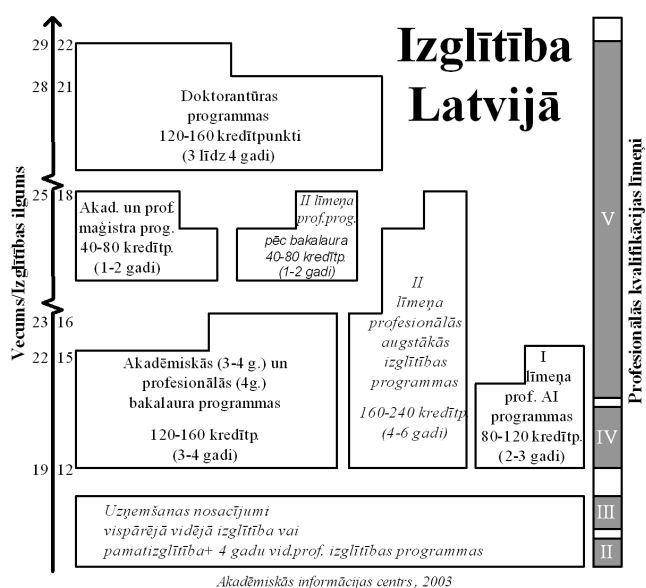 Izglītība
Latvijā
Vecums/Izglītības ilgums
29 22
28 21
25 18
23 16
22 15
19 12
Doktorantūras
programmas
120-160 kredītpunkti
(3 līdz 4 gadi)
Akad. un prof.
maģistra prog.
40-80 kredītp.
(1-2 gadi)
II līmeņa
prof.prog.
pēc bakalaura
40-80 kredītp.
(1-2 gadi)
II
līmeņa
profesionālās
augstākās
izglītības
programmas
160-240 kredītp.
(4-6 gadi)
Akadēmiskās (3-4 g.) un
profesionālās (4g.)
bakalaura programmas
120-160 kredītp.
(3-4 gadi)
I
līmeņa
prof. AI
programmas
80-120 kredītp.
(2-3 gadi)
Uzņemšanas nosacījumi
vispārējā vidējā izglītība vai
pamatizglītība+ 4 gadu vid.prof. izglītības programmas
V
IV
III
II
Profesionālās kvalifikācijas līmeņi
Akadēmiskās informācijas centrs, 2003